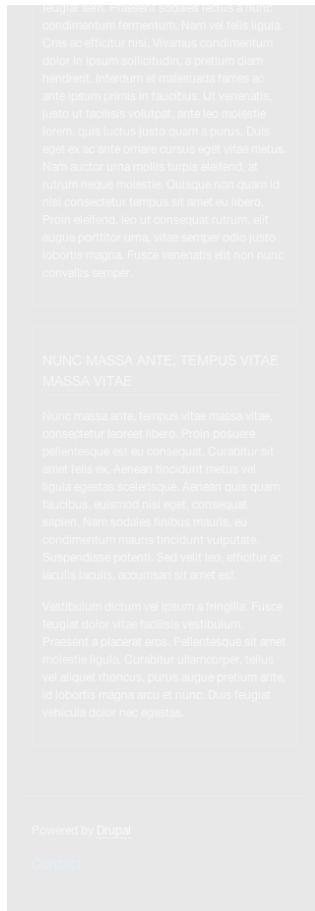 feugiat sem. Praesent sodales lectus a nunc
condimentum fermentum. Nam vel felis ligula.
Cras ac efficitur nisi. Vivamus condimentum
dolor in ipsum sollicitudin, a pretium diam
hendrerit. Interdum et malesuada fames ac
ante ipsum primis in faucibus. Ut venenatis,
justo ut facilisis volutpat, ante leo molestie
lorem, quis luctus justo quam a purus. Duis
eget ex ac ante ornare cursus eget vitae metus.
Nam auctor urna mollis turpis eleifend, at
rutrum neque molestie. Quisque non quam id
nisi consectetur tempus sit amet eu libero.
Proin eleifend, leo ut consequat rutrum, elit
augue porttitor urna, vitae semper odio justo
lobortis magna. Fusce venenatis elit non nunc
convallis semper.
NUNC MASSA ANTE, TEMPUS VITAE
MASSA VITAE
Nunc massa ante, tempus vitae massa vitae,
consectetur laoreet libero. Proin posuere
pellentesque est eu consequat. Curabitur sit
amet felis ex. Aenean tincidunt metus vel
ligula egestas scelerisque. Aenean quis quam
faucibus, euismod nisi eget, consequat
sapien. Nam sodales finibus mauris, eu
condimentum mauris tincidunt vulputate.
Suspendisse potenti. Sed velit leo, efficitur ac
iaculis iaculis, accumsan sit amet est.
Vestibulum dictum vel ipsum a fringilla. Fusce
feugiat dolor vitae facilisis vestibulum.
Praesent a placerat eros. Pellentesque sit amet
molestie ligula. Curabitur ullamcorper, tellus
vel aliquet rhoncus, purus augue pretium ante,
id lobortis magna arcu et nunc. Duis feugiat
vehicula dolor nec egestas.
Powered by Drupal
Contact